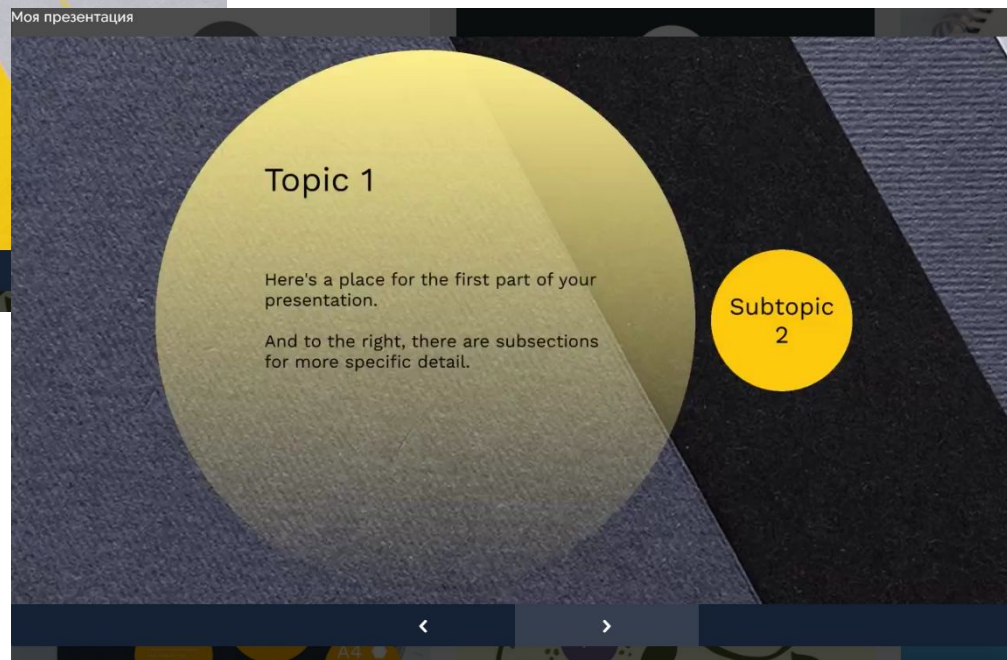 Моя презентация
Topic 1
Here's a place for the first part of your
presentation.
And to the right, there are subsections
for more specific detail.
Subtopic
2
A4